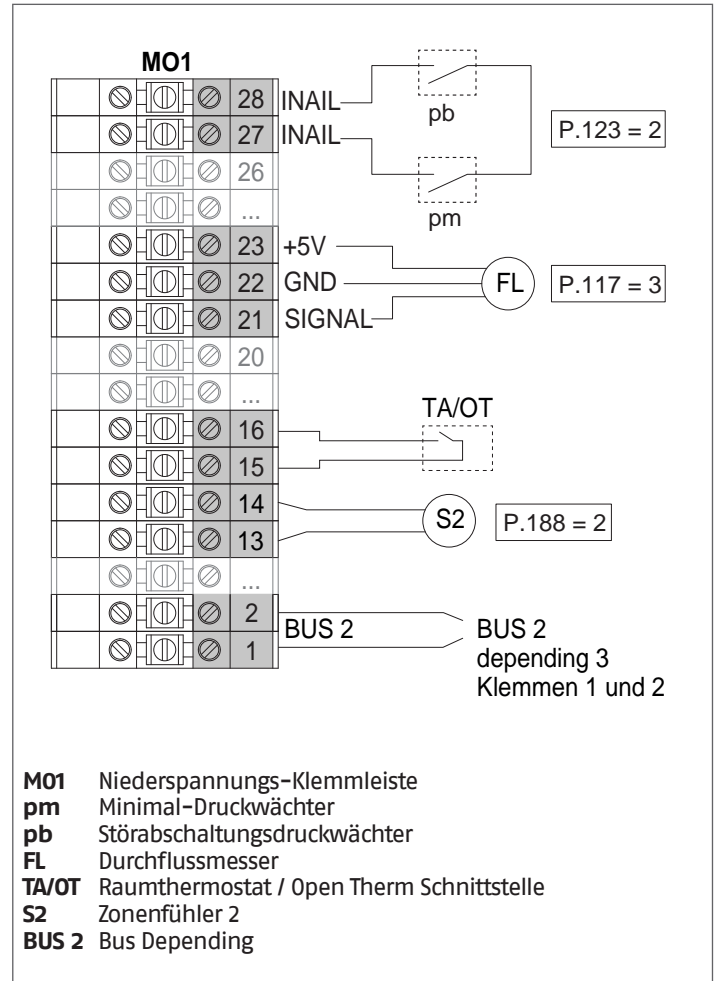 MO1
28 INAIL
pb
27 INAIL
P.123 = 2
26
...
pm
23 +5V
22 GND
FL
P.117 = 3
21 SIGNAL
20
...
TA/OT
16
15
14
S2
P.188 = 2
13
...
2
BUS 2
BUS 2
1
depending 3
Klemmen 1 und 2
MO1 Niederspannungs-Klemmleiste
pm Minimal-Druckwächter
pb Störabschaltungsdruckwächter
FL Durchflussmesser
TA/OT Raumthermostat / Open Therm Schnittstelle
S2 Zonenfühler 2
BUS 2 Bus Depending